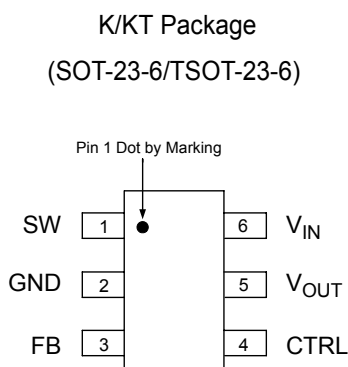 K/KT Package
(SOT-23-6/TSOT-23-6)
Pin 1 Dot by Marking
SW 1 6 VIN
GND 2 5 VOUT
FB 3 4 CTRL